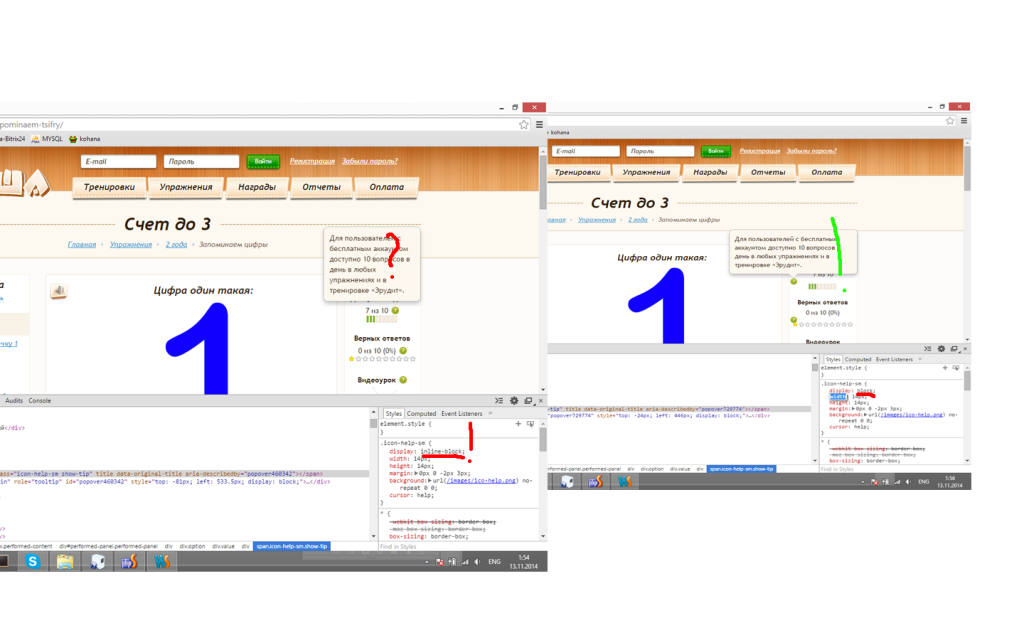 pominaem-tsifry/
a-Bitrix24 MYSQL kohana
E-mail Пароль Войти Регистрация Забыли пароль?
Тренировки Упражнения Награды Отчеты Оплата
Счет до 3
Главная › Упражнения › 2 года › Запоминаем цифры
Для пользователей с
бесплатным аккаунтом
доступно 10 вопросов в
день в любых
упражнениях и в
тренировке «Эрудит».
?
Цифра один такая:
1
7 из 10
Верных ответов
0 из 10 (0%)
Видеоурок
чку 1
Audits Console
Styles Computed Event Listeners »
element.style {
}
.icon-help-sm {
display: inline-block;
width: 14px;
height: 14px;
margin:▶0px 0 -2px 3px;
background:▶url(/images/ico-help.png) no-
repeat 0 0;
cursor: help;
}
!
* {
-webkit-box-sizing: border-box;
-moz-box-sizing: border-box;
box-sizing: border-box;
й</div>
ass="icon-help-sm show-tip" title data-original-title aria-describedby="popover460342"></span>
in" role="tooltip" id="popover460342" style="top: -81px; left: 533.5px; display: block;">…</div>
v>
v>
v.performed-content div#performed-panel.performed-panel div div.option div.value div span.icon-help-sm.show-tip
Find in Styles
ENG 1:54
13.11.2014
kohana
E-mail Пароль Войти Регистрация Забыли пароль?
Тренировки Упражнения Награды Отчеты Оплата
Счет до 3
авная › Упражнения › 2 года › Запоминаем цифры
Для пользователей с бесплатным
аккаунтом доступно 10 вопросов
день в любых упражнениях и в
тренировке «Эрудит».
!
Цифра один такая:
1
7 из 10
Верных ответов
0 из 10 (0%)
Видеоурок
Styles Computed Event Listeners »
element.style {
}
.icon-help-sm {
display: block;
width: 14px;
height: 14px;
margin:▶0px 0 -2px 3px;
background:▶url(/images/ico-help.png) no-
repeat 0 0;
cursor: help;
}
* {
-webkit-box-sizing: border-box;
-moz-box-sizing: border-box;
box-sizing: border-box;
-tip" title data-original-title aria-describedby="popover729774"></span>
"popover729774" style="top: -24px; left: 446px; display: block;">…</div>
erformed-panel.performed-panel div div.option div.value div span.icon-help-sm.show-tip
Find in Styles
ENG 1:56
13.11.2014